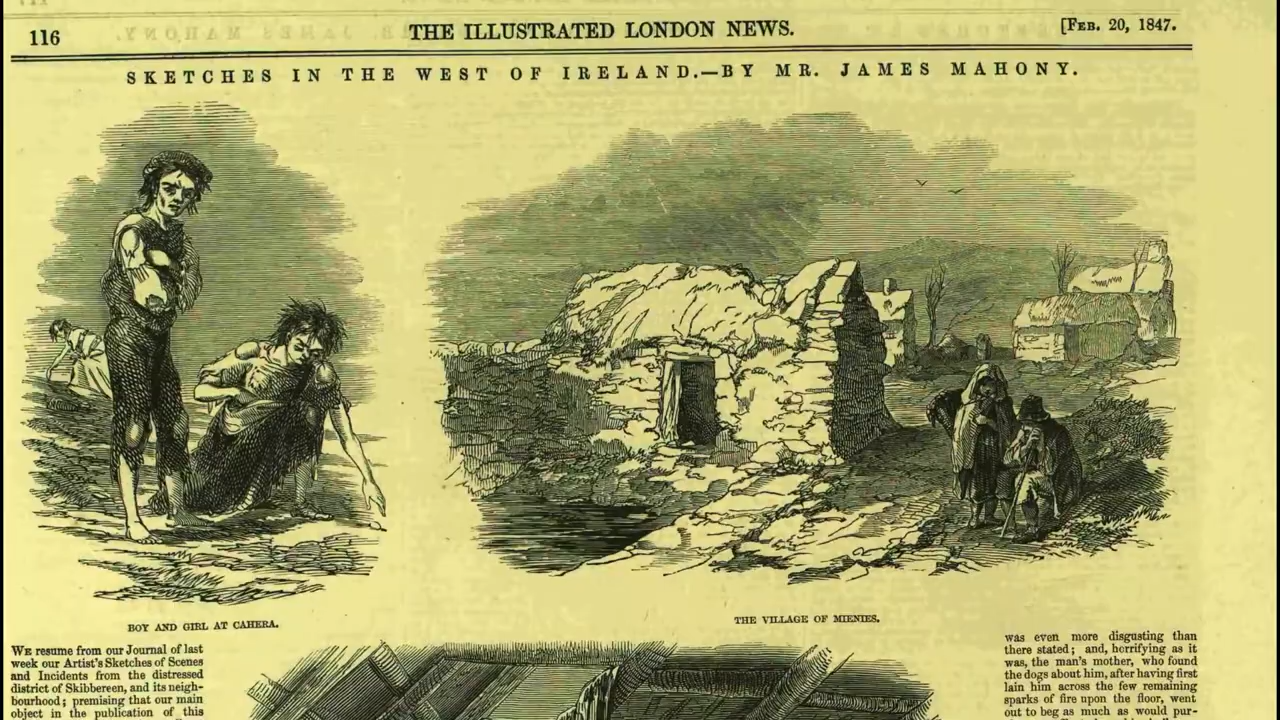 116
THE ILLUSTRATED LONDON NEWS.
[FEB. 20, 1847.
SKETCHES IN THE WEST OF IRELAND.—BY MR. JAMES MAHONY.
BOY AND GIRL AT CAHERA.
THE VILLAGE OF MIENIES.
WE resume from our Journal of last
week our Artist's Sketches of Scenes
and Incidents from the distressed
district of Skibbereen, and its neigh-
bourhood; premising that our main
object in the publication of this
was even more disgusting than
there stated; and, horrifying as it
was, the man's mother, who found
the dogs about him, after having first
lain him across the few remaining
sparks of fire upon the floor, went
out to beg as much as would pur-